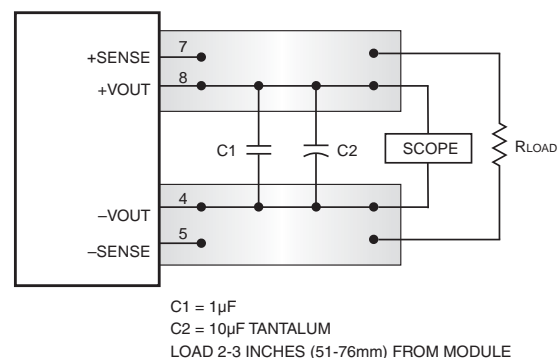 +SENSE 7
+VOUT 8
C1 C2 SCOPE RLOAD
–VOUT 4
–SENSE 5
C1 = 1µF
C2 = 10µF TANTALUM
LOAD 2-3 INCHES (51-76mm) FROM MODULE